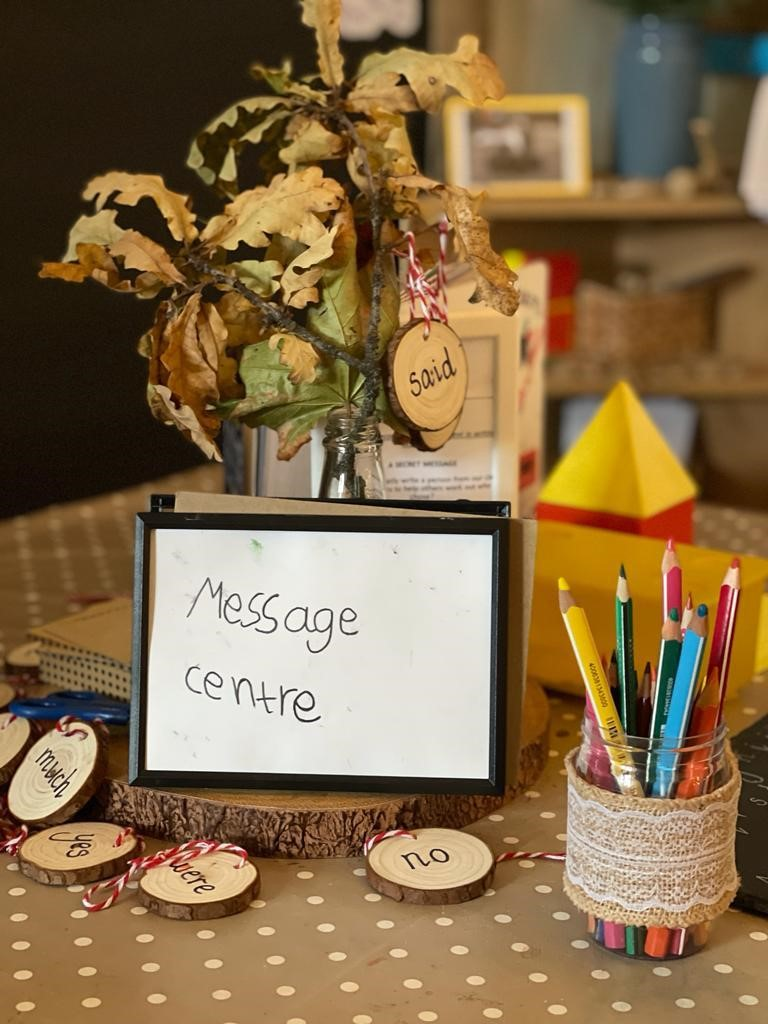 said
A SECRET MESSAGE
Message
centre
much
yes
were
no